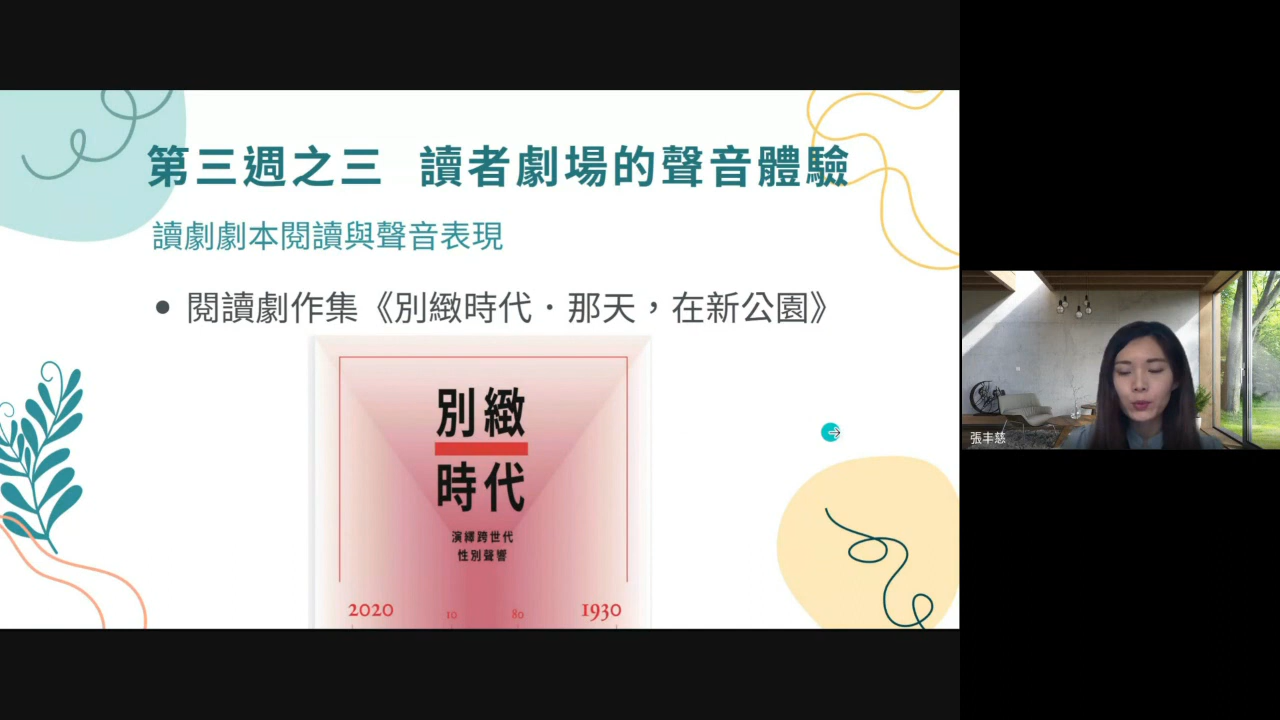 第三週之三 讀者劇場的聲音體驗
讀劇劇本閱讀與聲音表現
• 閱讀劇作集《別緻時代．那天，在新公園》
別緻
時代
演繹跨世代
性別聲響
2020 10 80 1930
張丰慈